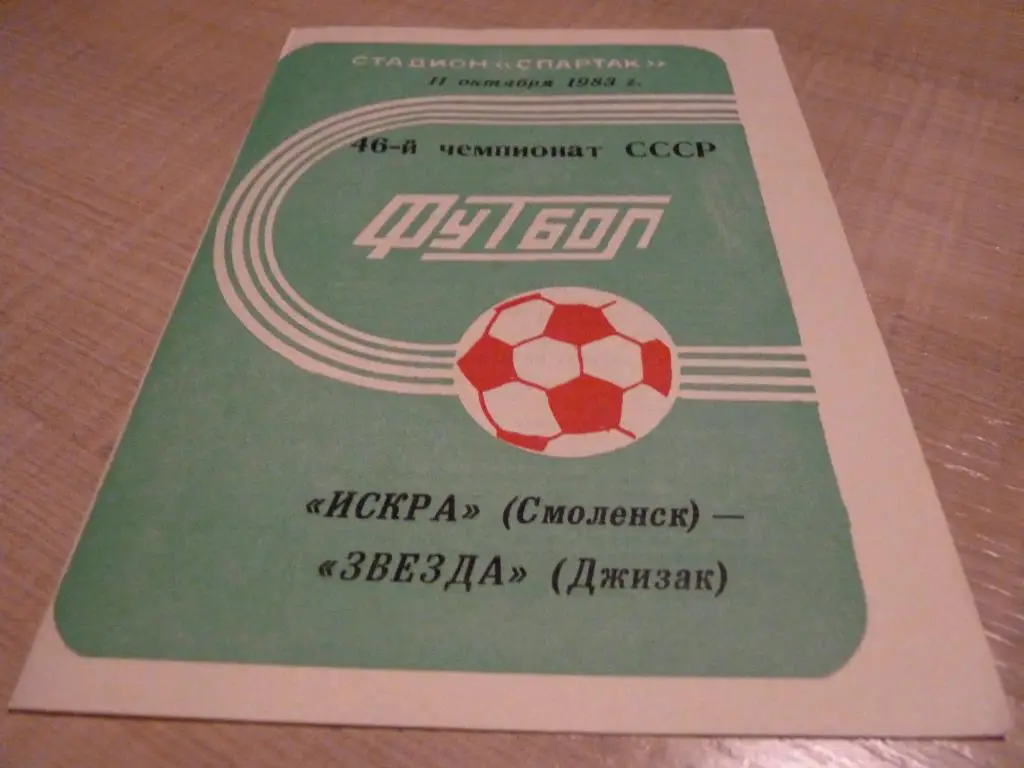 СТАДИОН «СПАРТАК»
11 октября 1983 г.
46-й чемпионат СССР
ФУТБОЛ
«ИСКРА» (Смоленск) —
«ЗВЕЗДА» (Джизак)